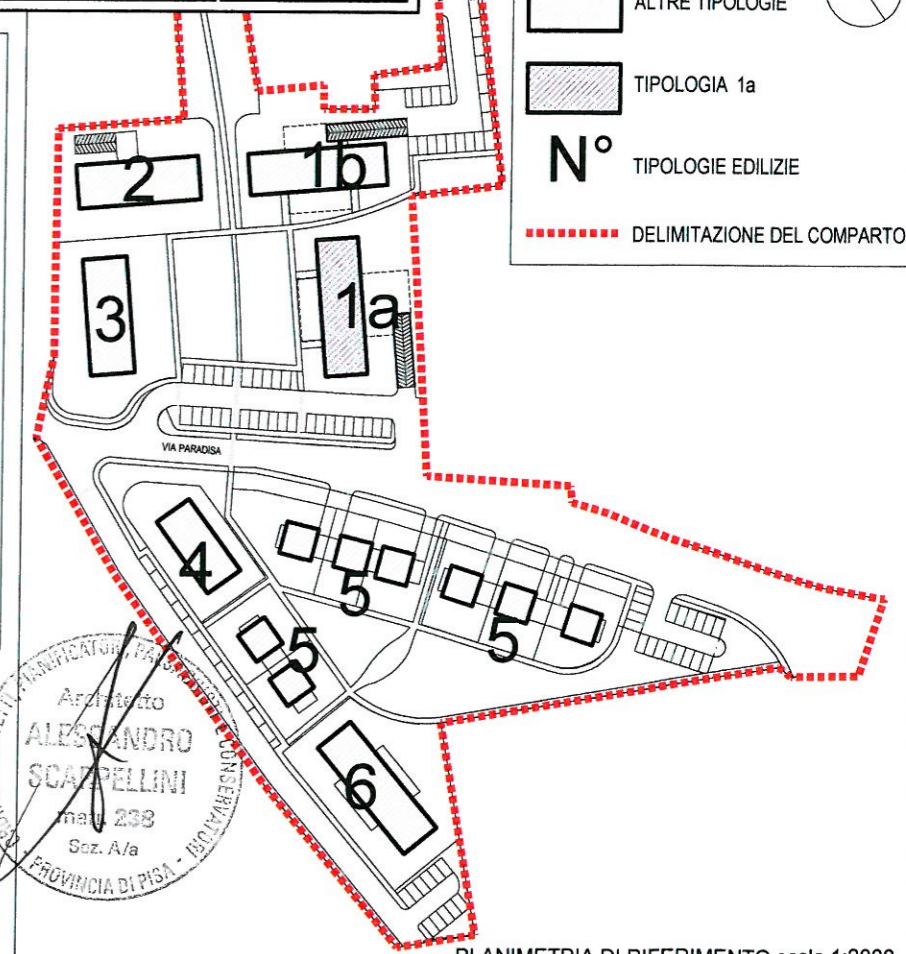 ALTRE TIPOLOGIE
TIPOLOGIA 1a
N° TIPOLOGIE EDILIZIE
DELIMITAZIONE DEL COMPARTO
2
1b
3
1a
VIA PARADISA
4
5
5
5
6
Architetto
ALESSANDRO
SCARPELLINI
matr. 238
Sez. A/a
PROVINCIA DI PISA
PLANIMETRIA DI RIFERIMENTO scala 1:2000